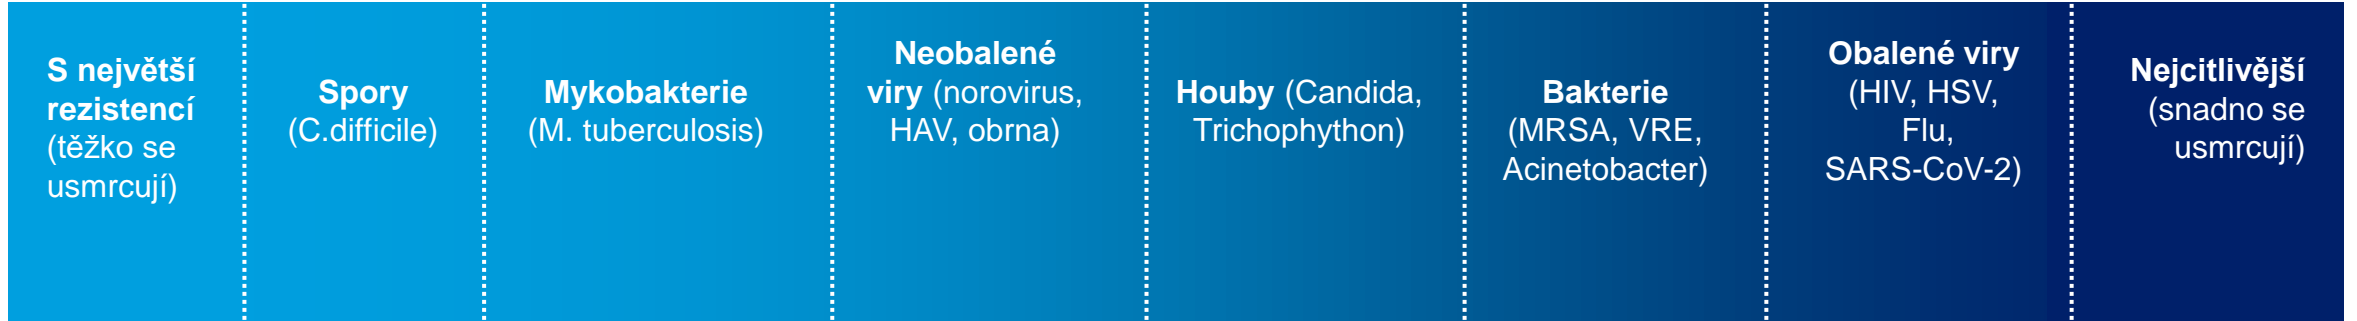 S největší
rezistencí
(těžko se
usmrcují)
Spory
(C.difficile)
Mykobakterie
(M. tuberculosis)
Neobalené
viry (norovirus,
HAV, obrna)
Houby (Candida,
Trichophython)
Bakterie
(MRSA, VRE,
Acinetobacter)
Obalené viry
(HIV, HSV,
Flu,
SARS-CoV-2)
Nejcitlivější
(snadno se
usmrcují)